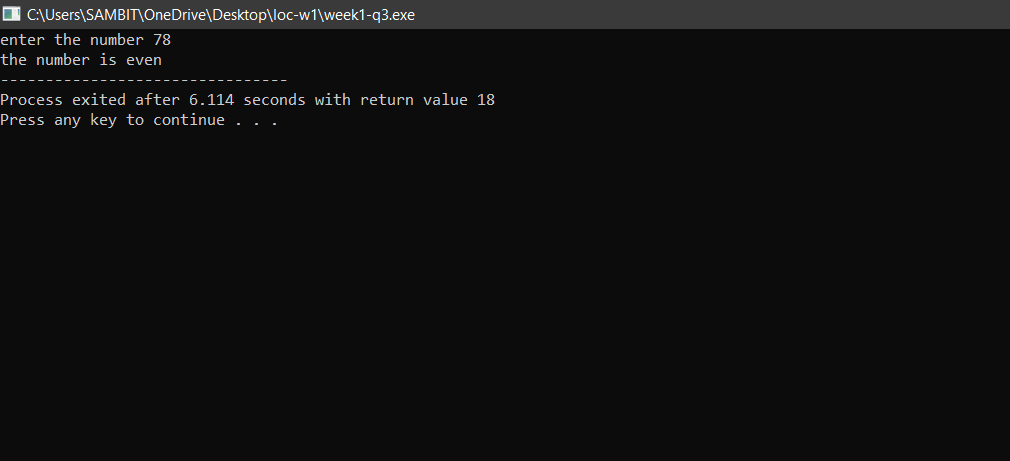 C:\Users\SAMBIT\OneDrive\Desktop\loc-w1\week1-q3.exe
enter the number 78
the number is even
--------------------------------
Process exited after 6.114 seconds with return value 18
Press any key to continue . . .